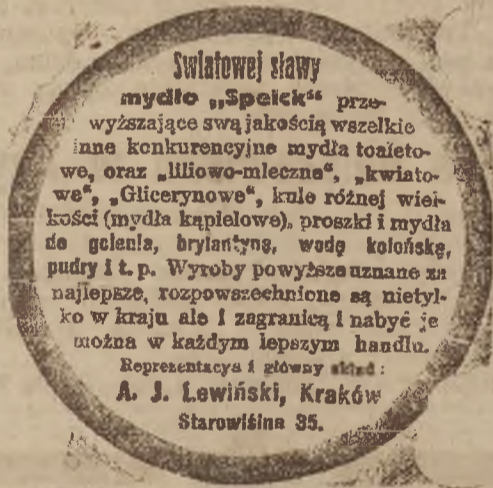 Swiatowej sławy
mydło „Speick“ prze-
wyższające swą jakością wszelkie
inne konkurencyjne mydła toaleto-
we, oraz „liliowo-mleczne“, „kwiato-
we“, „Glicerynowe“, kule różnej wiel-
kości (mydła kąpielowe), proszki i mydła
do golenia, brylantynę, wodę kolońską,
pudry i t. p. Wyroby powyższe uznane za
najlepsze, rozpowszechnione są nietyl-
ko w kraju ale i zagranicą i nabyć je
można w każdym lepszym handlu.
Reprezentacya i główny skład:
A. J. Lewiński, Kraków
Starowiślna 35.